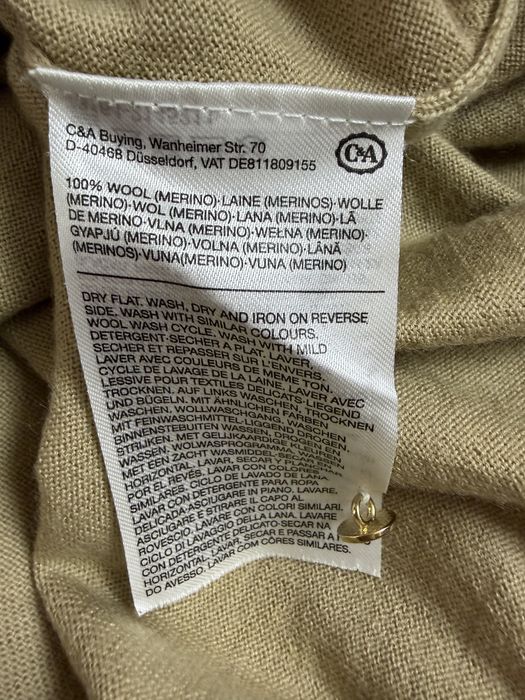 C&A Buying, Wanheimer Str. 70
D-40468 Düsseldorf, VAT DE811809155
C&A
100% WOOL (MERINO)·LAINE (MERINOS)·WOLLE
(MERINO)·WOL (MERINO)·LANA (MERINO)·LÃ
DE MERINO·VLNA (MERINO)·WEŁNA (MERINO)·
GYAPJÚ (MERINO)·VOLNA (MERINO)·LÂNĂ
(MERINOS)·VUNA(MERINO)·VUNA (MERINO)
DRY FLAT. WASH, DRY AND IRON ON REVERSE
SIDE, WASH WITH SIMILAR COLOURS.
WOOL WASH CYCLE. WASH WITH MILD
DETERGENT·SECHER À PLAT, LAVER,
SECHER ET REPASSER SUR L'ENVERS.
LAVER AVEC COULEURS DE MEME TON.
CYCLE DE LAVAGE DE LA LAINE. LAVER AVEC
LESSIVE POUR TEXTILES DELICATS·LIEGEND
TROCKNEN. AUF LINKS WASCHEN, TROCKNEN
UND BÜGELN. MIT ÄHNLICHEN FARBEN
WASCHEN, WOLLWASCHGANG. WASCHEN
MIT FEINWASCHMITTEL·LIGGEND DROGEN.
BINNENSTEBUITEN WASSEN, DROGEN EN
STRIJKEN. MET GELIJKAARDIGE KLEUREN
WASSEN, WOLWASPROGRAMMA. WASSEN
MET EEN ZACHT WASMIDDEL·SECAR
HORIZONTAL. LAVAR, SECAR Y PLANCHAR
POR EL REVÉS. LAVAR CON COLORES
SIMILARES. CICLO DE LAVADO DE LANA.
LAVAR CON DETERGENTE PARA ROPA
DELICADA·ASCIUGARE IN PIANO. LAVARE,
ASCIUGARE E STIRARE IL CAPO AL
ROVESCIO. LAVARE CON COLORI SIMILARI.
CICLO DI LAVAGGIO DELLA LANA. LAVARE
CON DETERGENTE DELICATO·SECAR NA
HORIZONTAL. LAVAR, SECAR E PASSAR A
DO AVESSO. LAVAR COM CÔRES SIMILARES.